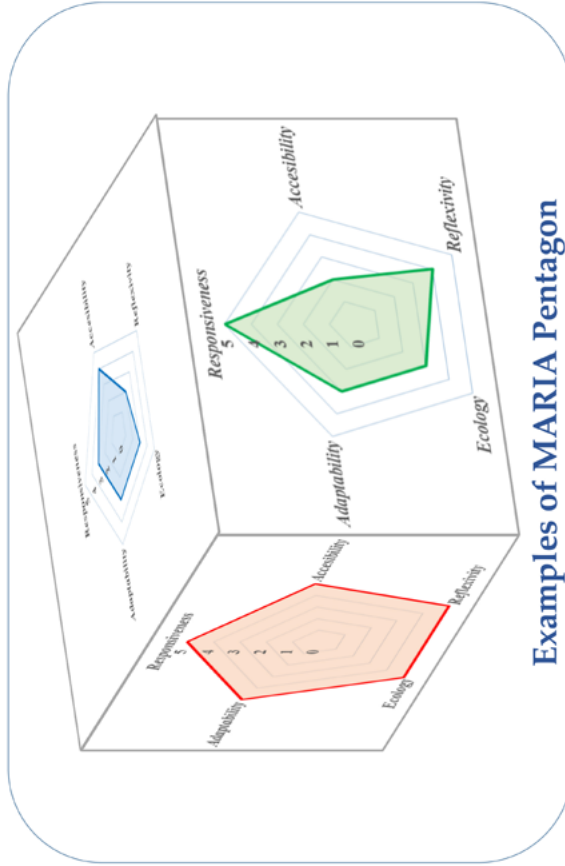 Responsiveness
Accesibility
Reflexivity
Ecology
Adaptability
Responsiveness
5
4
3
2
1
0
Accesibility
Reflexivity
Ecology
Adaptability
Responsiveness
5
4
3
2
1
0
Accesibility
Reflexivity
Ecology
Adaptability
Examples of MARIA Pentagon